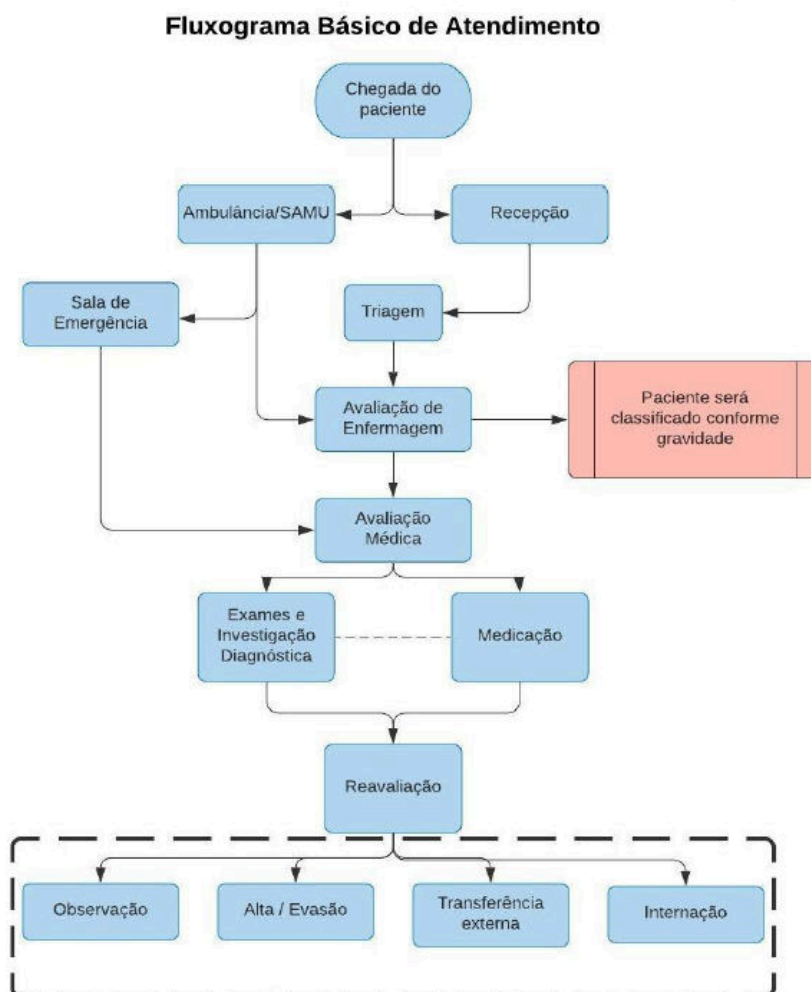 Fluxograma Básico de Atendimento
Chegada do
paciente
Ambulância/SAMU
Recepção
Sala de
Emergência
Triagem
Avaliação de
Enfermagem
Paciente será
classificado conforme
gravidade
Avaliação
Médica
Exames e
Investigação
Diagnóstica
Medicação
Reavaliação
Observação
Alta / Evasão
Transferência
externa
Internação